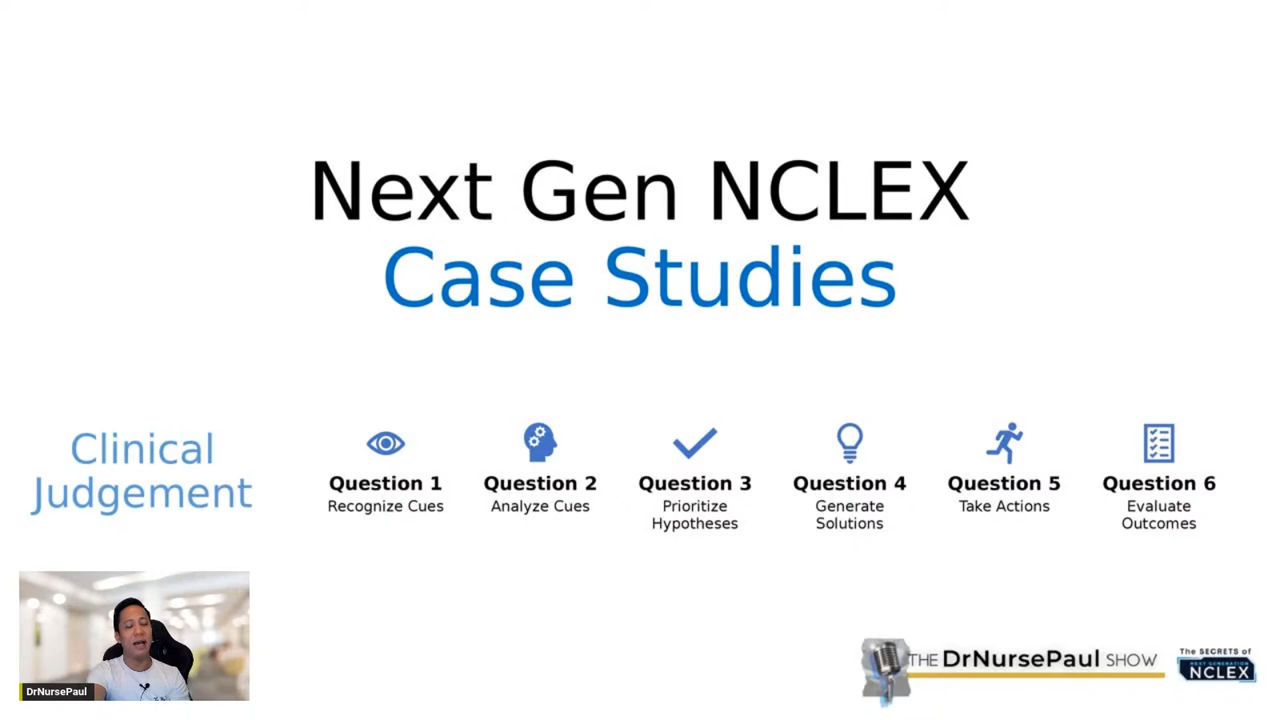 Next Gen NCLEX
Case Studies
Clinical
Judgement
Question 1
Recognize Cues
Question 2
Analyze Cues
Question 3
Prioritize
Hypotheses
Question 4
Generate
Solutions
Question 5
Take Actions
Question 6
Evaluate
Outcomes
DrNursePaul
THE DrNursePaul SHOW
The SECRETS of
NEXT GENERATION
NCLEX